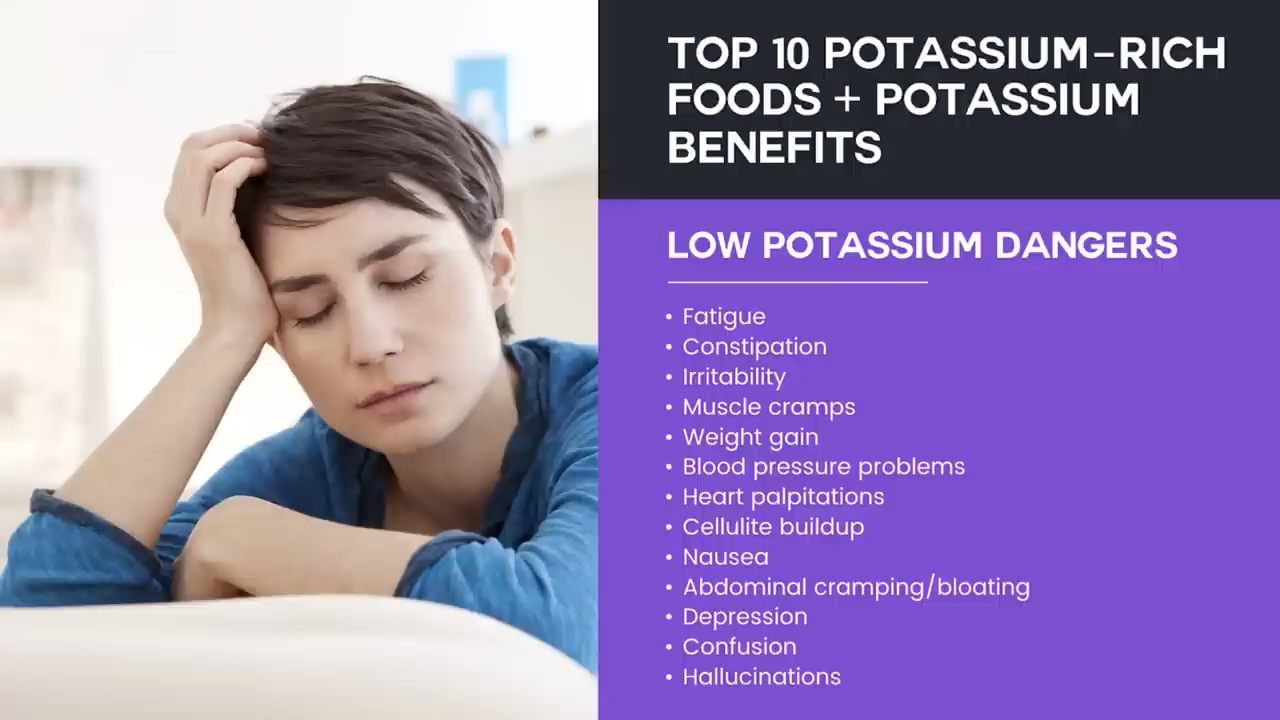 TOP 10 POTASSIUM-RICH
FOODS + POTASSIUM
BENEFITS
LOW POTASSIUM DANGERS
• Fatigue
• Constipation
• Irritability
• Muscle cramps
• Weight gain
• Blood pressure problems
• Heart palpitations
• Cellulite buildup
• Nausea
• Abdominal cramping/bloating
• Depression
• Confusion
• Hallucinations